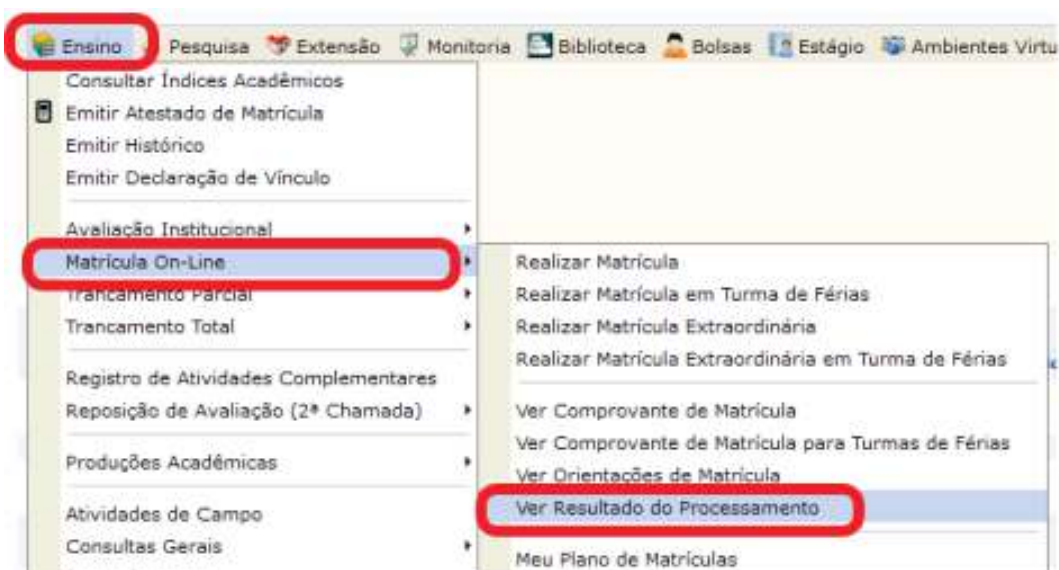 Ensino Pesquisa Extensão Monitoria Biblioteca Bolsas Estágio Ambientes Virtu
Consultar Índices Acadêmicos
Emitir Atestado de Matrícula
Emitir Histórico
Emitir Declaração de Vínculo
Avaliação Institucional
Matrícula On-Line
Trancamento Parcial
Trancamento Total
Registro de Atividades Complementares
Reposição de Avaliação (2ª Chamada)
Produções Acadêmicas
Atividades de Campo
Consultas Gerais
Realizar Matrícula
Realizar Matrícula em Turma de Férias
Realizar Matrícula Extraordinária
Realizar Matrícula Extraordinária em Turma de Férias
Ver Comprovante de Matrícula
Ver Comprovante de Matrícula para Turmas de Férias
Ver Orientações de Matrícula
Ver Resultado do Processamento
Meu Plano de Matrículas